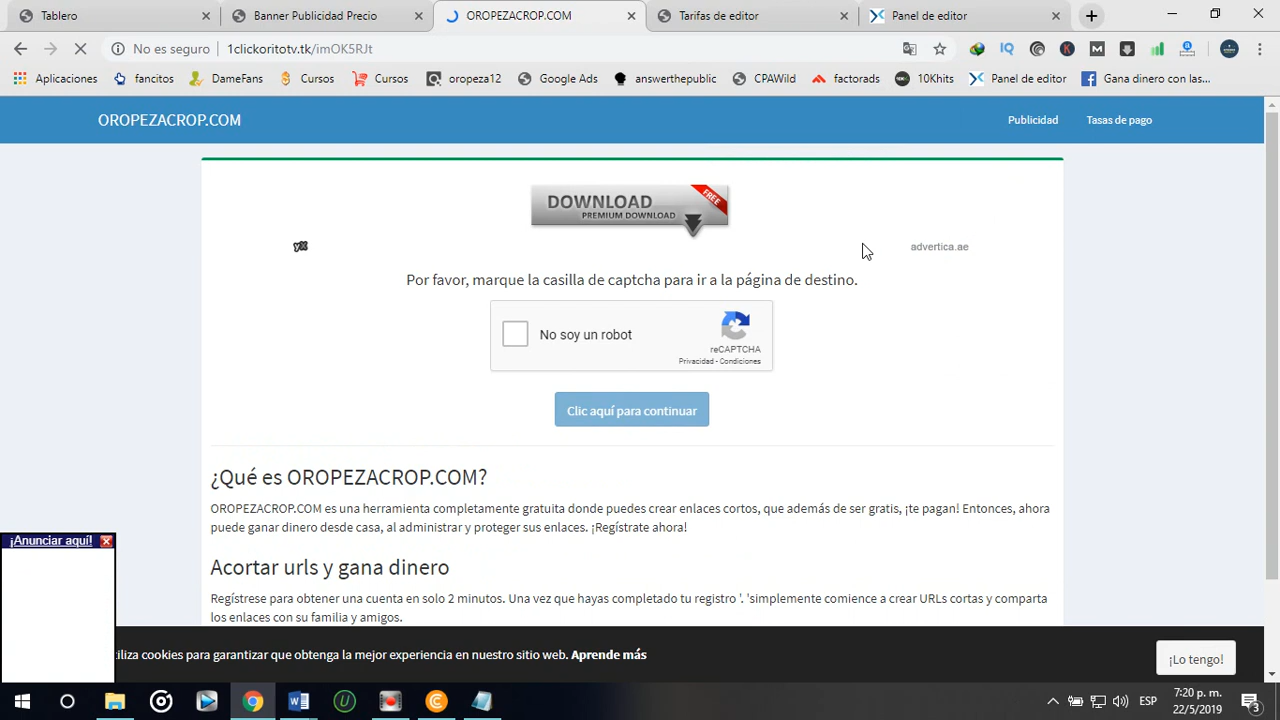 Tablero
Banner Publicidad Precio
OROPEZACROP.COM
Tarifas de editor
Panel de editor
No es seguro
1clickoritotv.tk/imOK5RJt
Aplicaciones
fancitos
DameFans
Cursos
Cursos
oropeza12
Google Ads
answerthepublic
CPAWild
factorads
10Khits
Panel de editor
Gana dinero con las...
OROPEZACROP.COM
Publicidad
Tasas de pago
DOWNLOAD
FREE
PREMIUM DOWNLOAD
yX
advertica.ae
Por favor, marque la casilla de captcha para ir a la página de destino.
No soy un robot
reCAPTCHA
Privacidad - Condiciones
Clic aquí para continuar
¿Qué es OROPEZACROP.COM?
OROPEZACROP.COM es una herramienta completamente gratuita donde puedes crear enlaces cortos, que además de ser gratis, ¡te pagan! Entonces, ahora
puede ganar dinero desde casa, al administrar y proteger sus enlaces. ¡Regístrate ahora!
¡Anunciar aquí!
Acortar urls y gana dinero
Regístrese para obtener una cuenta en solo 2 minutos. Una vez que hayas completado tu registro '. 'simplemente comience a crear URLs cortas y comparta
los enlaces con su familia y amigos.
tiliza cookies para garantizar que obtenga la mejor experiencia en nuestro sitio web. Aprende más
¡Lo tengo!
ESP
7:20 p. m.
22/5/2019
3